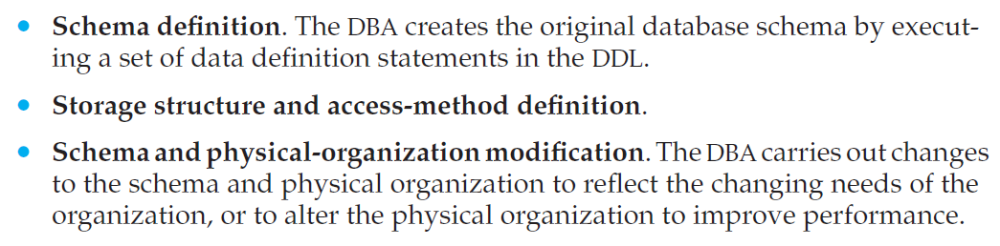 • Schema definition. The DBA creates the original database schema by execut-
ing a set of data definition statements in the DDL.
• Storage structure and access-method definition.
• Schema and physical-organization modification. The DBA carries out changes
to the schema and physical organization to reflect the changing needs of the
organization, or to alter the physical organization to improve performance.